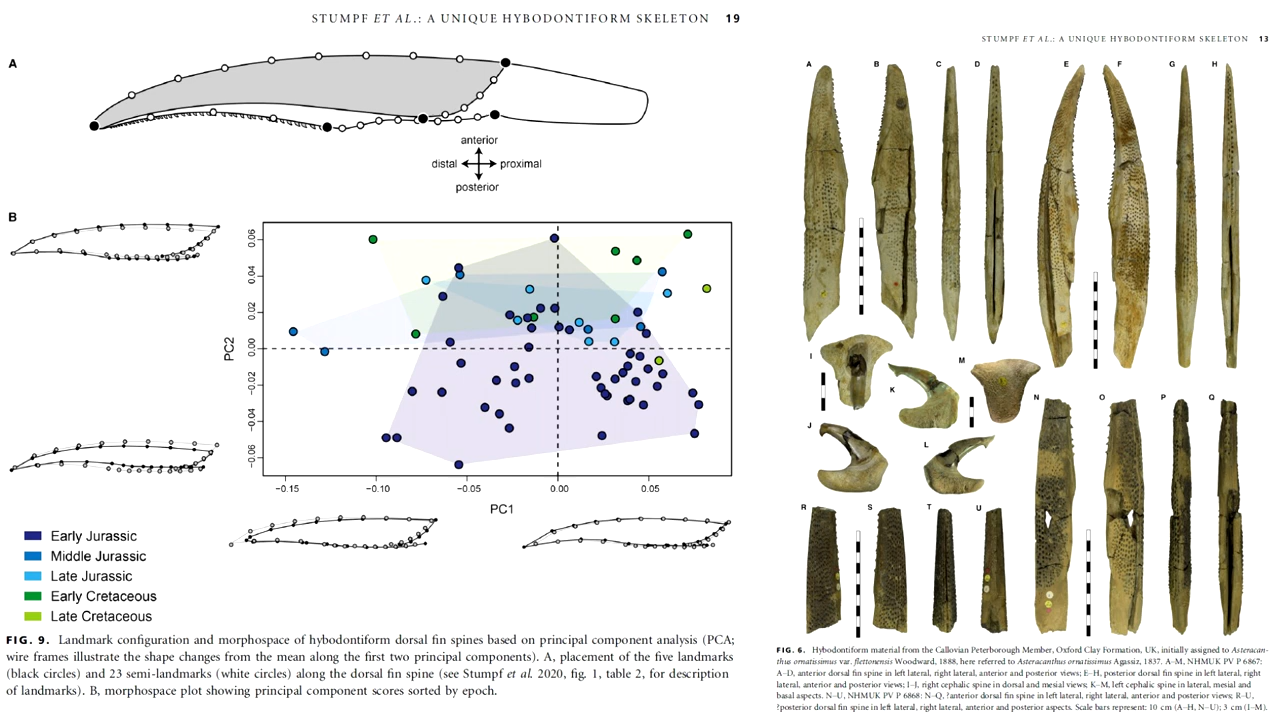 STUMPF ET AL.: A UNIQUE HYBODONTIFORM SKELETON 19
A
anterior
distal proximal
posterior
B
PC2
0.06
0.04
0.02
0.00
−0.02
−0.04
−0.06
−0.15 −0.10 −0.05 0.00 0.05
PC1
Early Jurassic
Middle Jurassic
Late Jurassic
Early Cretaceous
Late Cretaceous
FIG. 9. Landmark configuration and morphospace of hybodontiform dorsal fin spines based on principal component analysis (PCA;
wire frames illustrate the shape changes from the mean along the first two principal components). A, placement of the five landmarks
(black circles) and 23 semi-landmarks (white circles) along the dorsal fin spine (see Stumpf et al. 2020, fig. 1, table 2, for description
of landmarks). B, morphospace plot showing principal component scores sorted by epoch.
STUMPF ET AL.: A UNIQUE HYBODONTIFORM SKELETON 13
A B C D E F G H
I K M
J L N O P Q
R S T U
FIG. 6. Hybodontiform material from the Callovian Peterborough Member, Oxford Clay Formation, UK, initially assigned to Asteracan-
thus ornatissimus var. flettonensis Woodward, 1888, here referred to Asteracanthus ornatissimus Agassiz, 1837. A–M, NHMUK PV P 6867:
A–D, anterior dorsal fin spine in left lateral, right lateral, anterior and posterior views; E–H, posterior dorsal fin spine in left lateral, right
lateral, anterior and posterior views; I–J, right cephalic spine in dorsal and mesial views; K–M, left cephalic spine in lateral, mesial and
basal aspects. N–U, NHMUK PV P 6868: N–Q, ?anterior dorsal fin spine in left lateral, right lateral, anterior and posterior views; R–U,
?posterior dorsal fin spine in left lateral, right lateral, anterior and posterior aspects. Scale bars represent: 10 cm (A–H, N–U); 3 cm (I–M).